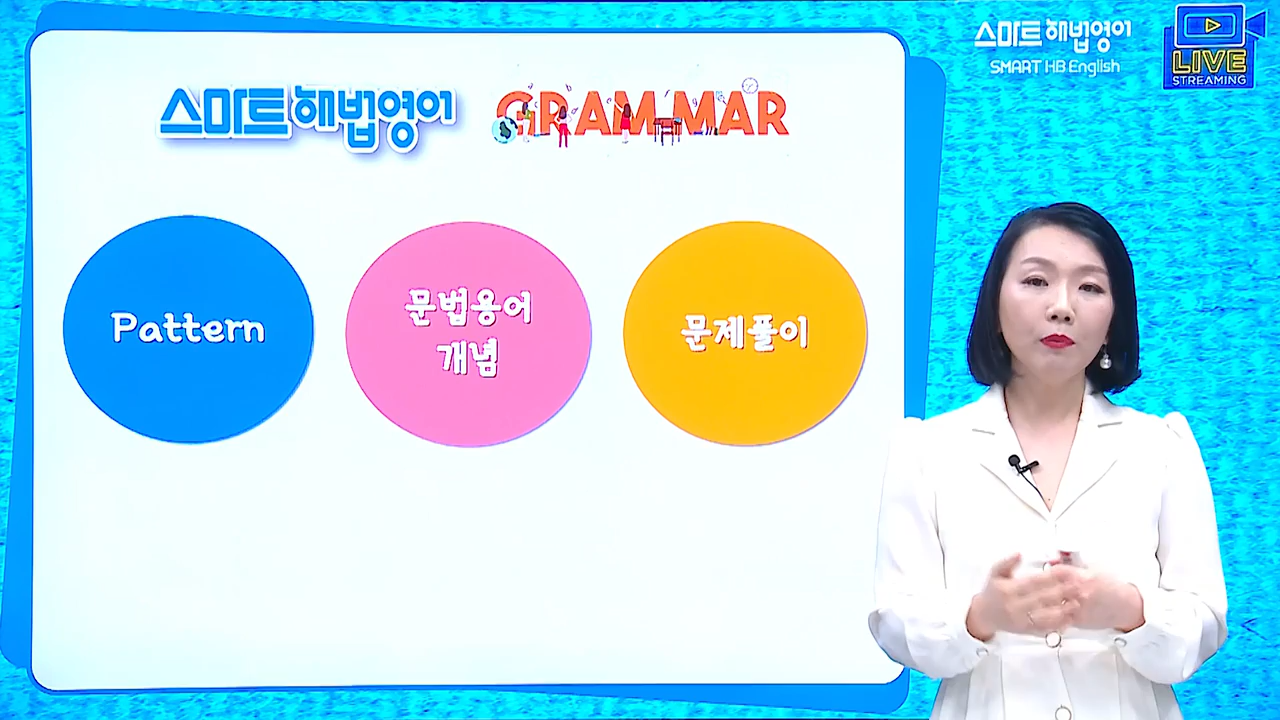 스마트 해법영어 GRAMMAR
Pattern
문법용어
개념
문제풀이
스마트 해법영어
SMART HB English
LIVE
STREAMING